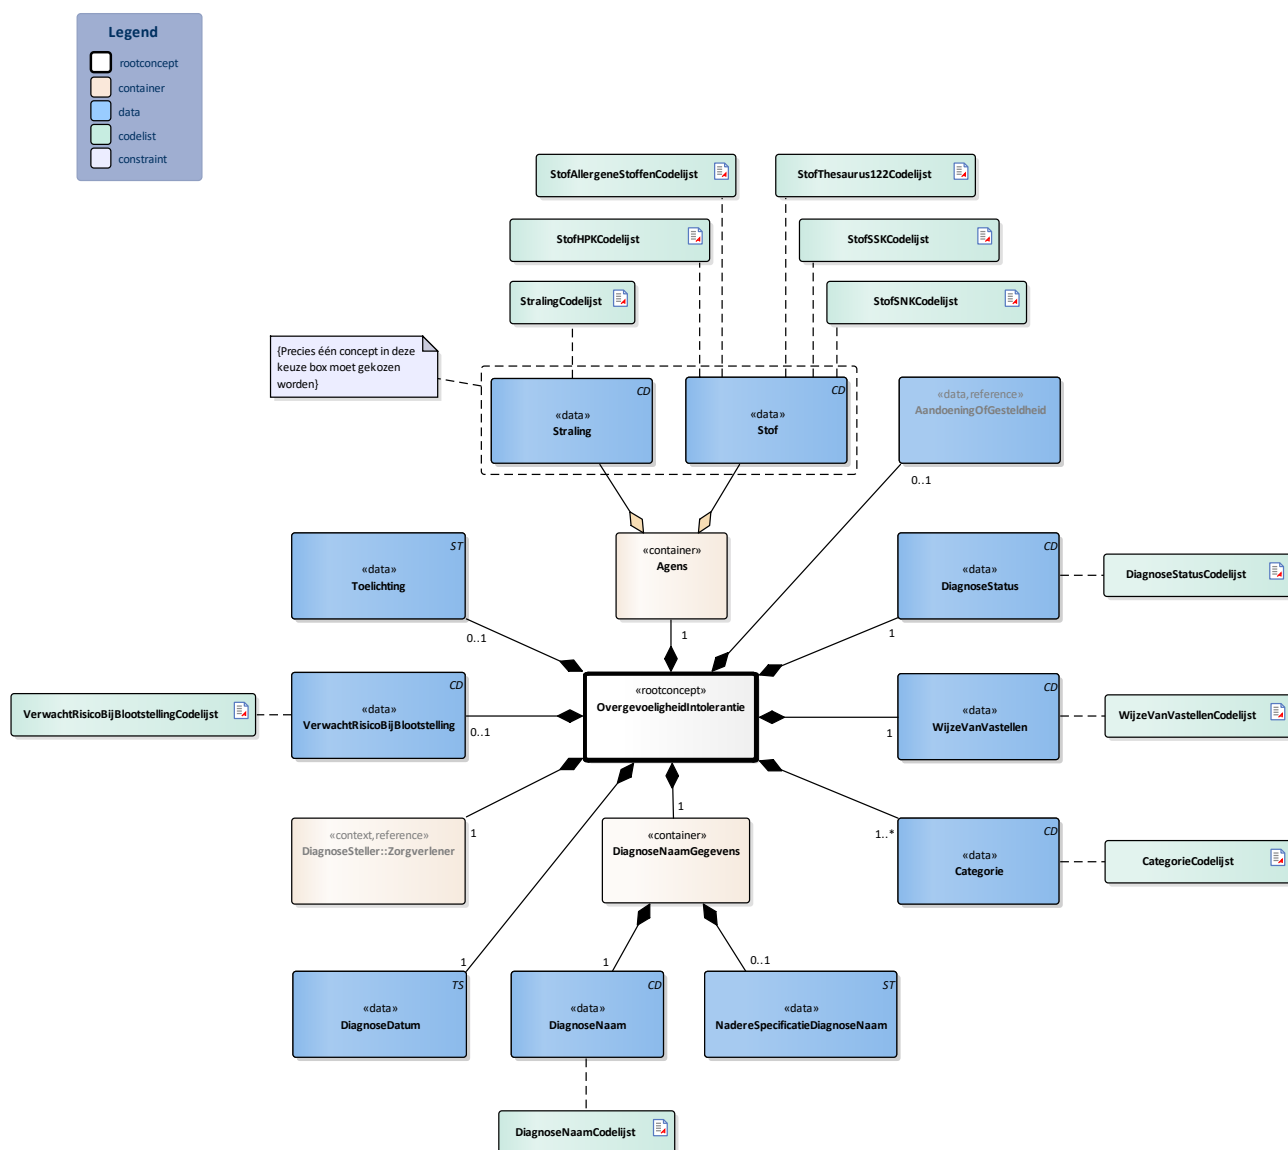 Legend
rootconcept
container
data
codelist
constraint
StofAllergeneStoffenCodelijst
StofThesaurus122Codelijst
StofHPKCodelijst
StofSSKCodelijst
StralingCodelijst
StofSNKCodelijst
{Precies één concept in deze
keuze box moet gekozen
worden}
CD
«data»
Straling
CD
«data»
Stof
«data,reference»
AandoeningOfGesteldheid
0..1
ST
«data»
Toelichting
0..1
«container»
Agens
1
CD
«data»
DiagnoseStatus
1
DiagnoseStatusCodelijst
VerwachtRisicoBijBlootstellingCodelijst
CD
«data»
VerwachtRisicoBijBlootstelling
0..1
«rootconcept»
OvergevoeligheidIntolerantie
CD
«data»
WijzeVanVastellen
1
WijzeVanVastellenCodelijst
«context,reference»
DiagnoseSteller::Zorgverlener
1
«container»
DiagnoseNaamGegevens
1
CD
«data»
Categorie
1..*
CategorieCodelijst
TS
«data»
DiagnoseDatum
1
CD
«data»
DiagnoseNaam
1
ST
«data»
NadereSpecificatieDiagnoseNaam
0..1
DiagnoseNaamCodelijst